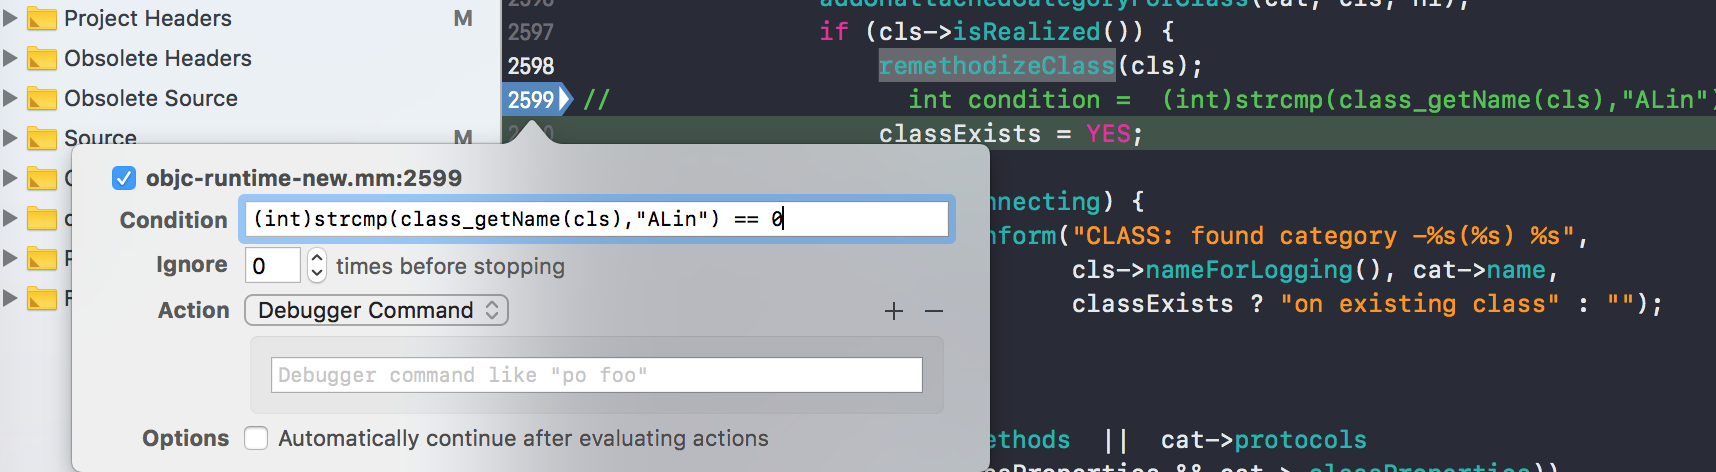 Project Headers M
Obsolete Headers
Obsolete Source
Source M
2597 if (cls->isRealized()) {
2598 remethodizeClass(cls);
2599 // int condition = (int)strcmp(class_getName(cls),"ALin")
classExists = YES;
nnecting) {
nform("CLASS: found category -%s(%s) %s",
cls->nameForLogging(), cat->name,
classExists ? "on existing class" : "");
ethods || cat->protocols
objc-runtime-new.mm:2599
Condition (int)strcmp(class_getName(cls),"ALin") == 0
Ignore 0 times before stopping
Action Debugger Command + −
Debugger command like "po foo"
Options Automatically continue after evaluating actions